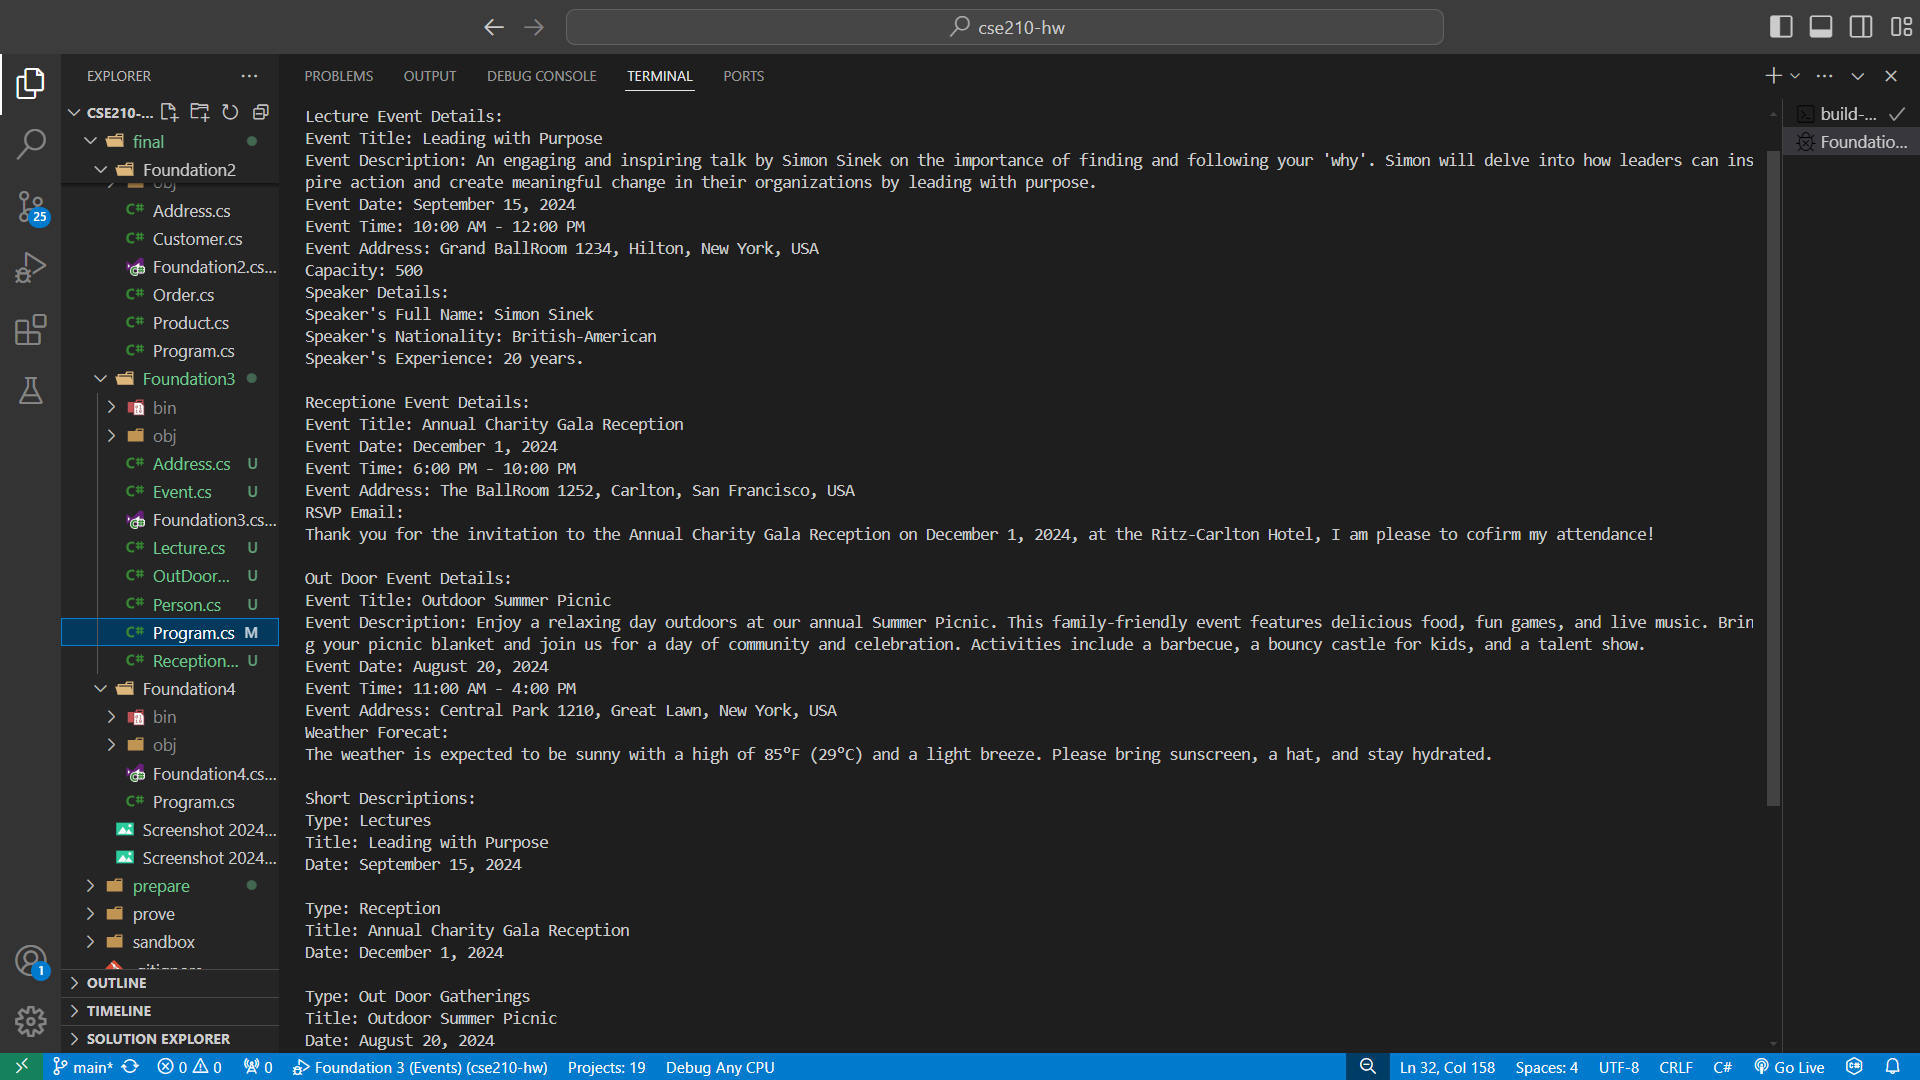 cse210-hw
EXPLORER
CSE210-...
final
Foundation2
obj
Address.cs
Customer.cs
Foundation2.cs...
Order.cs
Product.cs
Program.cs
Foundation3
bin
obj
Address.cs U
Event.cs U
Foundation3.cs...
Lecture.cs U
OutDoor... U
Person.cs U
Program.cs M
Reception... U
Foundation4
bin
obj
Foundation4.cs...
Program.cs
Screenshot 2024...
Screenshot 2024...
prepare
prove
sandbox
.gitignore
OUTLINE
TIMELINE
SOLUTION EXPLORER
25
1
PROBLEMS OUTPUT DEBUG CONSOLE TERMINAL PORTS
Lecture Event Details:
Event Title: Leading with Purpose
Event Description: An engaging and inspiring talk by Simon Sinek on the importance of finding and following your 'why'. Simon will delve into how leaders can ins
pire action and create meaningful change in their organizations by leading with purpose.
Event Date: September 15, 2024
Event Time: 10:00 AM - 12:00 PM
Event Address: Grand BallRoom 1234, Hilton, New York, USA
Capacity: 500
Speaker Details:
Speaker's Full Name: Simon Sinek
Speaker's Nationality: British-American
Speaker's Experience: 20 years.
Receptione Event Details:
Event Title: Annual Charity Gala Reception
Event Date: December 1, 2024
Event Time: 6:00 PM - 10:00 PM
Event Address: The BallRoom 1252, Carlton, San Francisco, USA
RSVP Email:
Thank you for the invitation to the Annual Charity Gala Reception on December 1, 2024, at the Ritz-Carlton Hotel, I am please to cofirm my attendance!
Out Door Event Details:
Event Title: Outdoor Summer Picnic
Event Description: Enjoy a relaxing day outdoors at our annual Summer Picnic. This family-friendly event features delicious food, fun games, and live music. Brin
g your picnic blanket and join us for a day of community and celebration. Activities include a barbecue, a bouncy castle for kids, and a talent show.
Event Date: August 20, 2024
Event Time: 11:00 AM - 4:00 PM
Event Address: Central Park 1210, Great Lawn, New York, USA
Weather Forecat:
The weather is expected to be sunny with a high of 85°F (29°C) and a light breeze. Please bring sunscreen, a hat, and stay hydrated.
Short Descriptions:
Type: Lectures
Title: Leading with Purpose
Date: September 15, 2024
Type: Reception
Title: Annual Charity Gala Reception
Date: December 1, 2024
Type: Out Door Gatherings
Title: Outdoor Summer Picnic
Date: August 20, 2024
build-...
Foundatio...
main* 0 0 0 Foundation 3 (Events) (cse210-hw) Projects: 19 Debug Any CPU Ln 32, Col 158 Spaces: 4 UTF-8 CRLF C# Go Live